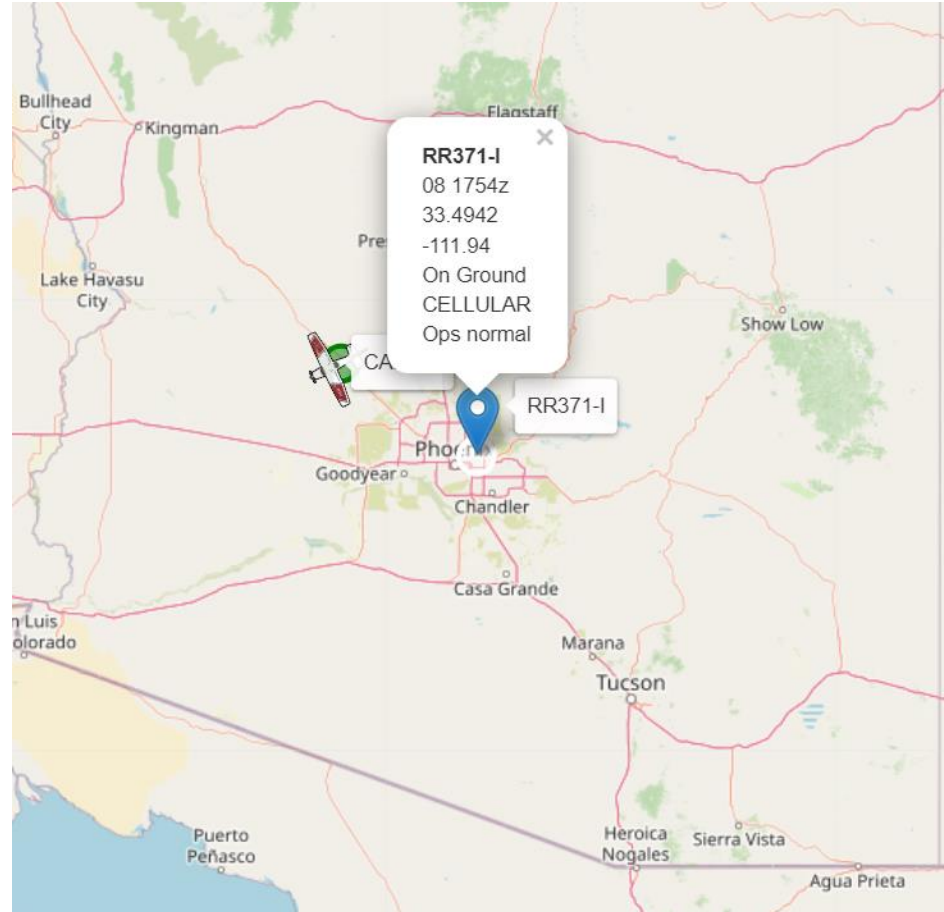 Flagstaff
Bullhead
City
Kingman
×
RR371-I
08 1754z
33.4942
-111.94
On Ground
CELLULAR
Ops normal
Lake Havasu
City
Show Low
RR371-I
Goodyear
Chandler
Casa Grande
Marana
Tucson
Puerto
Peñasco
Heroica
Nogales
Sierra Vista
Agua Prieta